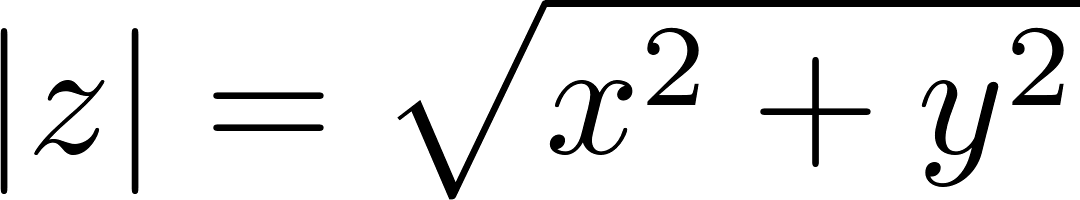 |z| = √(x² + y²)